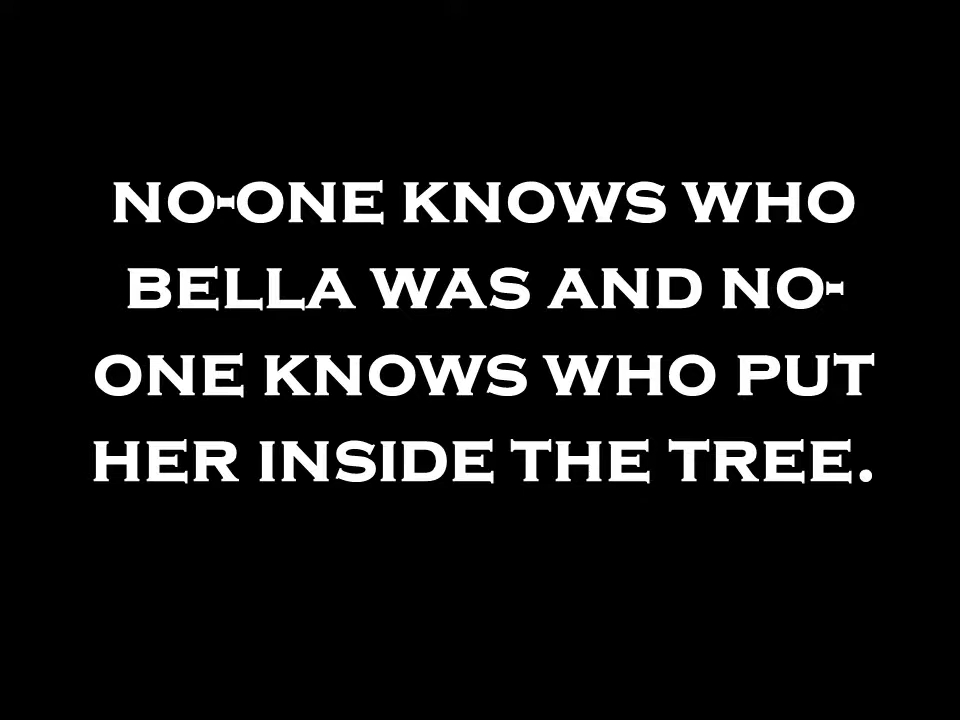 NO-ONE KNOWS WHO
BELLA WAS AND NO-
ONE KNOWS WHO PUT
HER INSIDE THE TREE.